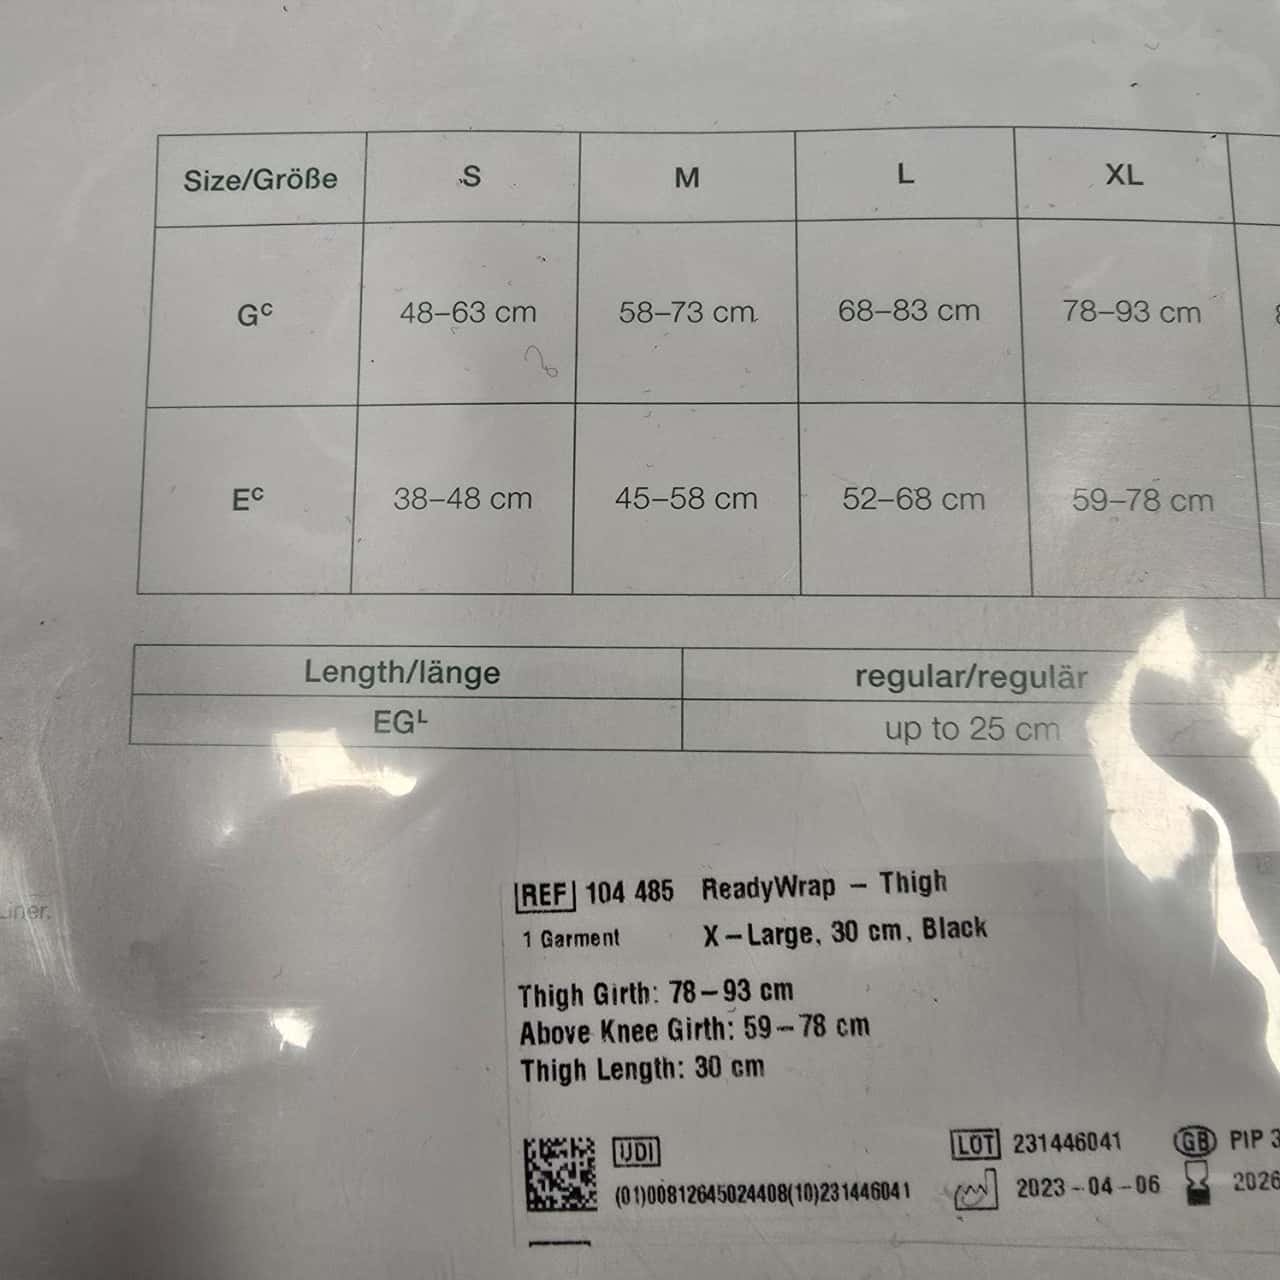 Size/Größe S M L XL
Gᶜ 48–63 cm 58–73 cm 68–83 cm 78–93 cm
Eᶜ 38–48 cm 45–58 cm 52–68 cm 59–78 cm
Length/länge regular/regulär
EGᴸ up to 25 cm
Liner.
REF 104 485 ReadyWrap – Thigh
1 Garment X–Large, 30 cm, Black
Thigh Girth: 78–93 cm
Above Knee Girth: 59–78 cm
Thigh Length: 30 cm
UDI LOT 231446041 GB PIP 3
(01)00812645024408(10)231446041 2023-04-06 2026